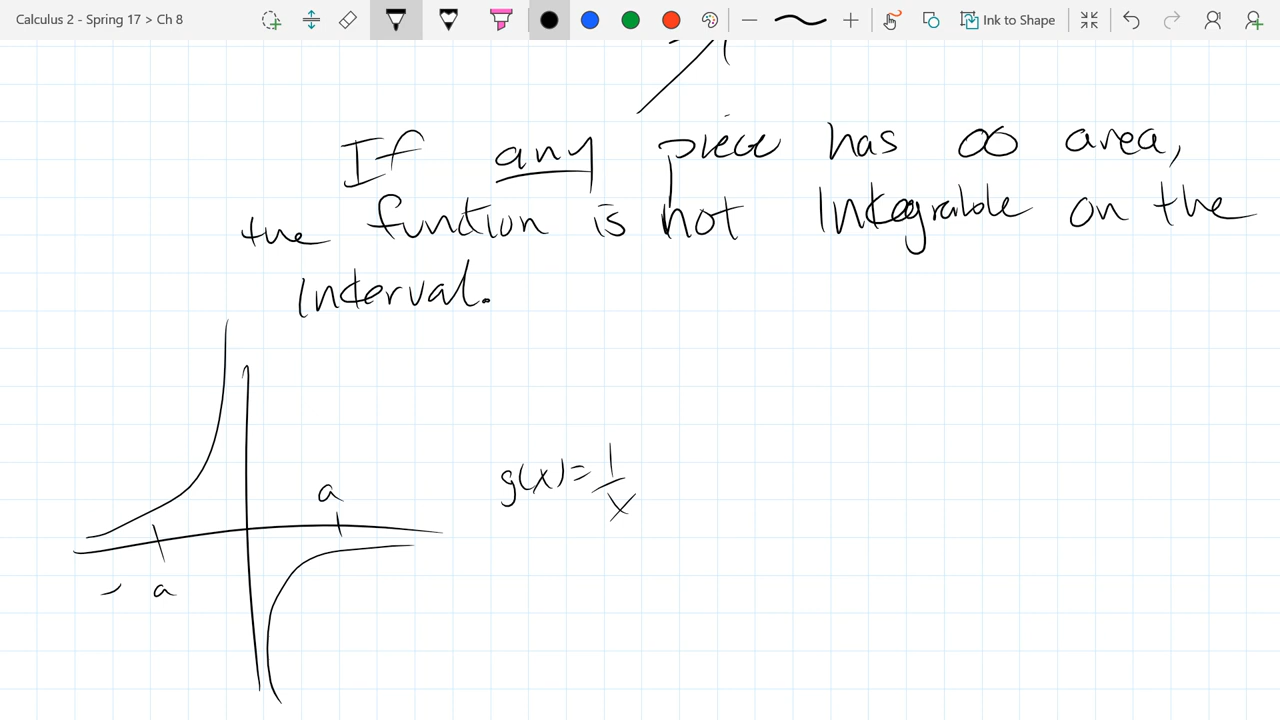 Calculus 2 - Spring 17 > Ch 8
Ink to Shape
If any piece has ∞ area,
the funtion is not Integrable on the
interval.
a
g(x)=1/x
- a